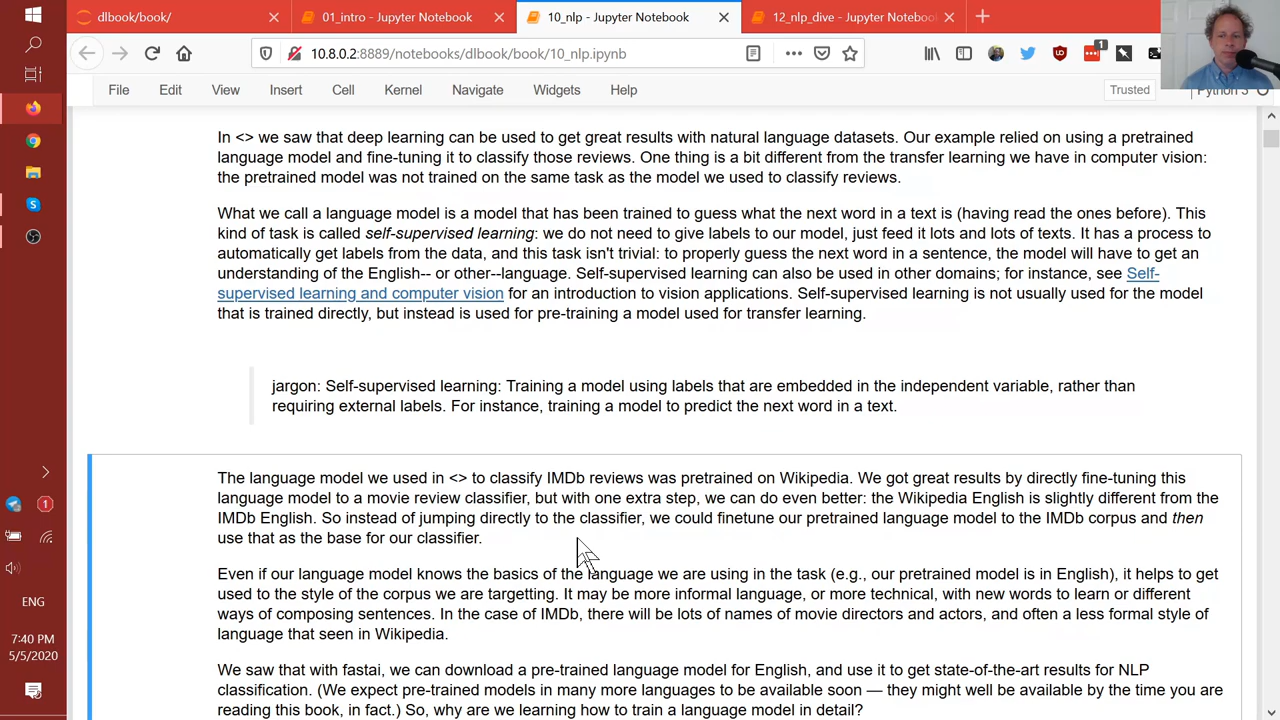 dlbook/book/
01_intro - Jupyter Notebook
10_nlp - Jupyter Notebook
12_nlp_dive - Jupyter Notebook
10.8.0.2:8889/notebooks/dlbook/book/10_nlp.ipynb
1
File Edit View Insert Cell Kernel Navigate Widgets Help
Trusted
Python 3
In <> we saw that deep learning can be used to get great results with natural language datasets. Our example relied on using a pretrained
language model and fine-tuning it to classify those reviews. One thing is a bit different from the transfer learning we have in computer vision:
the pretrained model was not trained on the same task as the model we used to classify reviews.
What we call a language model is a model that has been trained to guess what the next word in a text is (having read the ones before). This
kind of task is called self-supervised learning: we do not need to give labels to our model, just feed it lots and lots of texts. It has a process to
automatically get labels from the data, and this task isn't trivial: to properly guess the next word in a sentence, the model will have to get an
understanding of the English-- or other--language. Self-supervised learning can also be used in other domains; for instance, see Self-
supervised learning and computer vision for an introduction to vision applications. Self-supervised learning is not usually used for the model
that is trained directly, but instead is used for pre-training a model used for transfer learning.
jargon: Self-supervised learning: Training a model using labels that are embedded in the independent variable, rather than
requiring external labels. For instance, training a model to predict the next word in a text.
The language model we used in <> to classify IMDb reviews was pretrained on Wikipedia. We got great results by directly fine-tuning this
language model to a movie review classifier, but with one extra step, we can do even better: the Wikipedia English is slightly different from the
IMDb English. So instead of jumping directly to the classifier, we could finetune our pretrained language model to the IMDb corpus and then
use that as the base for our classifier.
Even if our language model knows the basics of the language we are using in the task (e.g., our pretrained model is in English), it helps to get
used to the style of the corpus we are targetting. It may be more informal language, or more technical, with new words to learn or different
ways of composing sentences. In the case of IMDb, there will be lots of names of movie directors and actors, and often a less formal style of
language that seen in Wikipedia.
We saw that with fastai, we can download a pre-trained language model for English, and use it to get state-of-the-art results for NLP
classification. (We expect pre-trained models in many more languages to be available soon — they might well be available by the time you are
reading this book, in fact.) So, why are we learning how to train a language model in detail?
1
ENG
7:40 PM
5/5/2020